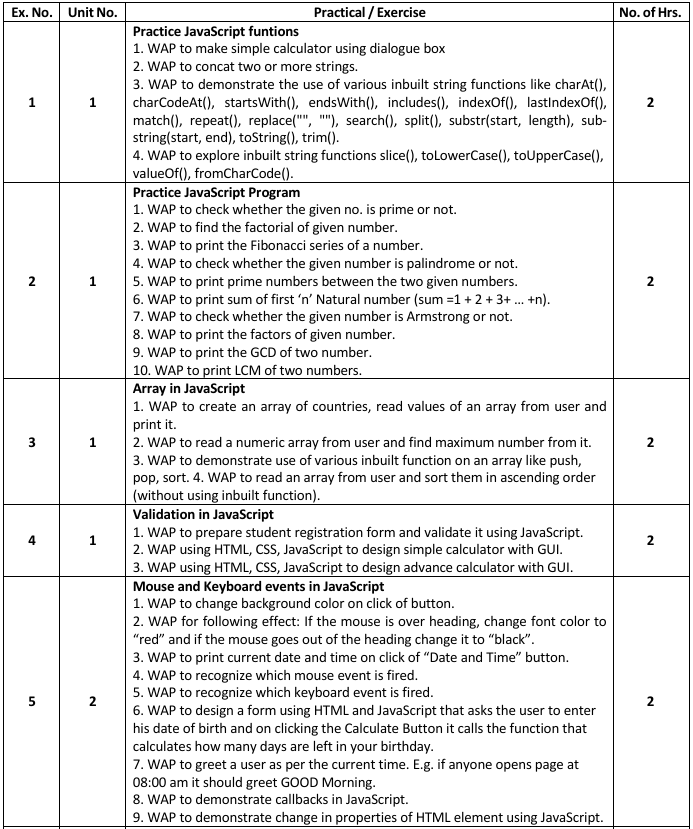 Ex. No. Unit No. Practical / Exercise No. of Hrs.
Practice JavaScript funtions
1. WAP to make simple calculator using dialogue box
2. WAP to concat two or more strings.
3. WAP to demonstrate the use of various inbuilt string functions like charAt(),
charCodeAt(), startsWith(), endsWith(), includes(), indexOf(), lastIndexOf(),
1 1 match(), repeat(), replace("", ""), search(), split(), substr(start, length), sub- 2
string(start, end), toString(), trim().
4. WAP to explore inbuilt string functions slice(), toLowerCase(), toUpperCase(),
valueOf(), fromCharCode().
Practice JavaScript Program
1. WAP to check whether the given no. is prime or not.
2. WAP to find the factorial of given number.
3. WAP to print the Fibonacci series of a number.
4. WAP to check whether the given number is palindrome or not.
2 1 5. WAP to print prime numbers between the two given numbers. 2
6. WAP to print sum of first ‘n’ Natural number (sum =1 + 2 + 3+ … +n).
7. WAP to check whether the given number is Armstrong or not.
8. WAP to print the factors of given number.
9. WAP to print the GCD of two number.
10. WAP to print LCM of two numbers.
Array in JavaScript
1. WAP to create an array of countries, read values of an array from user and
print it.
3 1 2. WAP to read a numeric array from user and find maximum number from it. 2
3. WAP to demonstrate use of various inbuilt function on an array like push,
pop, sort. 4. WAP to read an array from user and sort them in ascending order
(without using inbuilt function).
Validation in JavaScript
1. WAP to prepare student registration form and validate it using JavaScript.
4 1 2. WAP using HTML, CSS, JavaScript to design simple calculator with GUI. 2
3. WAP using HTML, CSS, JavaScript to design advance calculator with GUI.
Mouse and Keyboard events in JavaScript
1. WAP to change background color on click of button.
2. WAP for following effect: If the mouse is over heading, change font color to
“red” and if the mouse goes out of the heading change it to “black”.
3. WAP to print current date and time on click of “Date and Time” button.
4. WAP to recognize which mouse event is fired.
5. WAP to recognize which keyboard event is fired.
5 2 6. WAP to design a form using HTML and JavaScript that asks the user to enter 2
his date of birth and on clicking the Calculate Button it calls the function that
calculates how many days are left in your birthday.
7. WAP to greet a user as per the current time. E.g. if anyone opens page at
08:00 am it should greet GOOD Morning.
8. WAP to demonstrate callbacks in JavaScript.
9. WAP to demonstrate change in properties of HTML element using JavaScript.